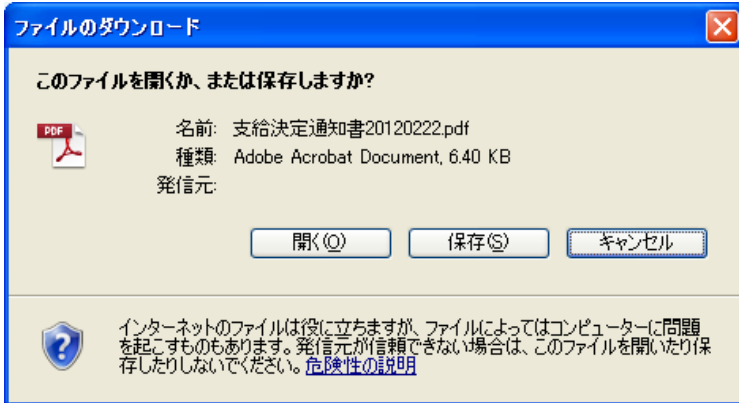 ファイルのダウンロード
このファイルを開くか、または保存しますか?
PDF
名前: 支給決定通知書20120222.pdf
種類: Adobe Acrobat Document, 6.40 KB
発信元:
開く(O) 保存(S) キャンセル
インターネットのファイルは役に立ちますが、ファイルによってはコンピューターに問題
を起こすものもあります。発信元が信頼できない場合は、このファイルを開いたり保
存したりしないでください。危険性の説明